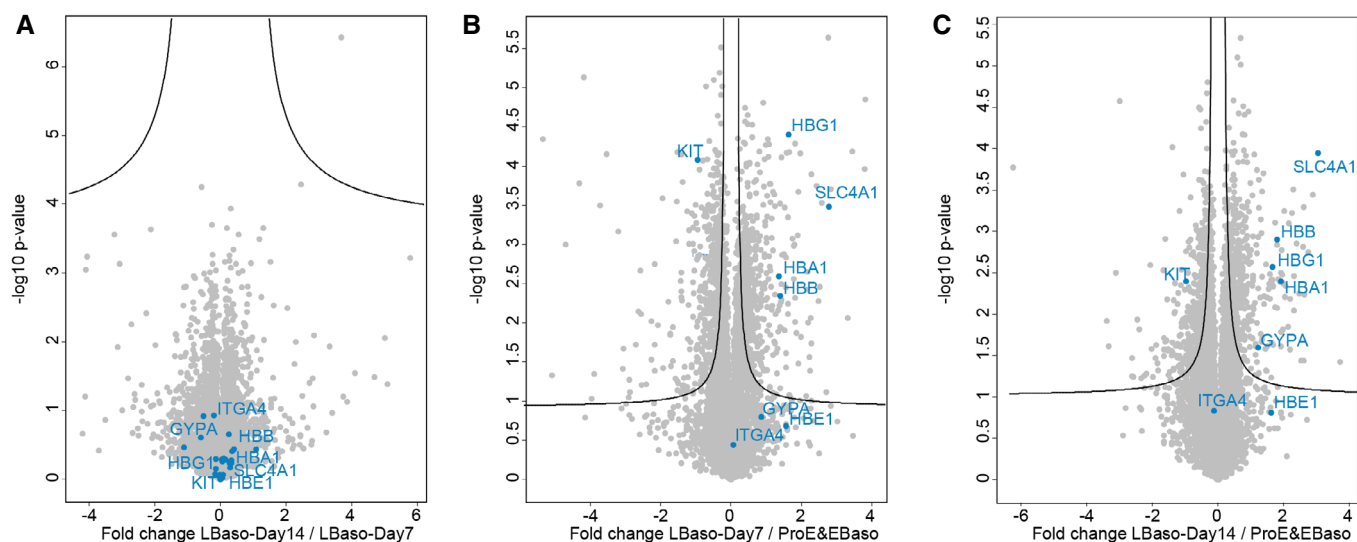 A
-log10 p-value
6
5
4
3
2
1
0
ITGA4
GYPA
HBB
HBA1
HBG1
SLC4A1
KIT
HBE1
-4
-2
0
2
4
6
Fold change LBaso-Day14 / LBaso-Day7
B
-log10 p-value
5.5
5
4.5
4
3.5
3
2.5
2
1.5
1
0.5
0
HBG1
KIT
SLC4A1
HBA1
HBB
GYPA
HBE1
ITGA4
-6
-4
-2
0
2
4
Fold change LBaso-Day7 / ProE&EBaso
C
-log10 p-value
5.5
5
4.5
4
3.5
3
2.5
2
1.5
1
0.5
0
SLC4A1
HBB
HBG1
KIT
HBA1
GYPA
ITGA4
HBE1
-6
-4
-2
0
2
4
Fold change LBaso-Day14 / ProE&EBaso